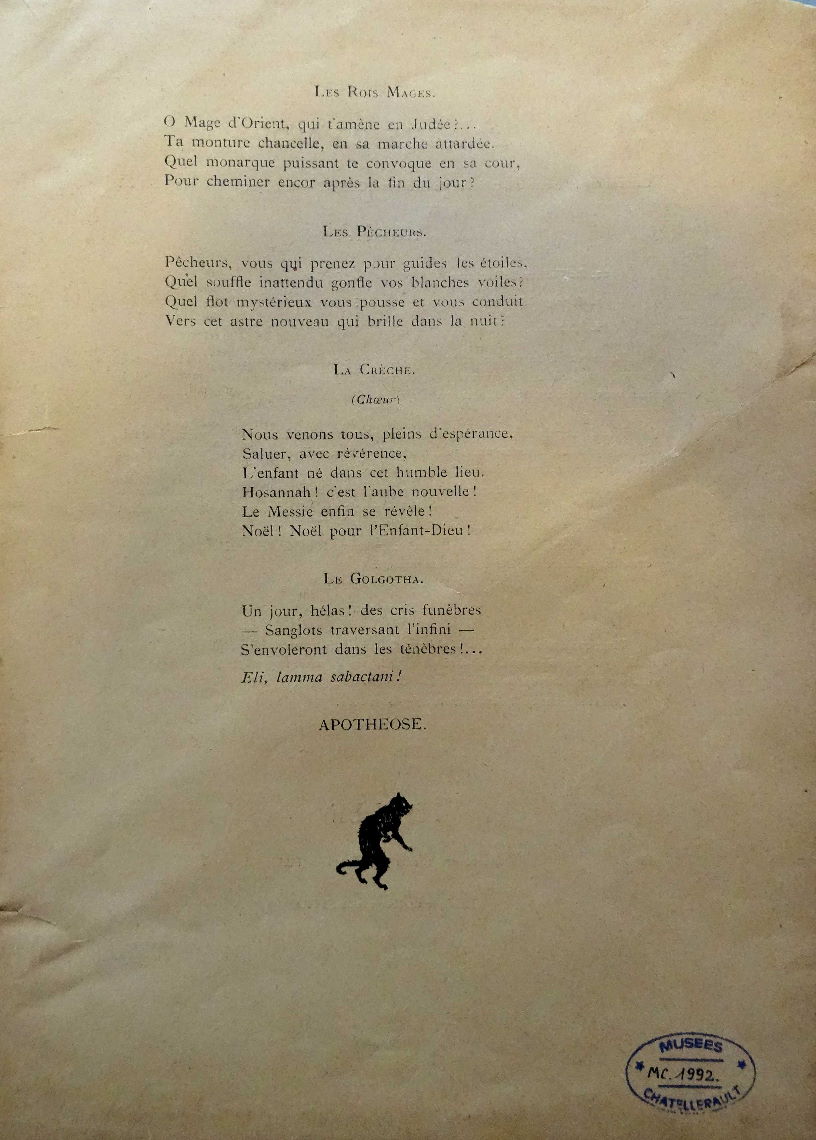 Les Rois Mages.
O Mage d'Orient, qui t'amène en Judée?...
Ta monture chancelle, en sa marche attardée.
Quel monarque puissant te convoque en sa cour,
Pour cheminer encor après la fin du jour?
Les Pêcheurs.
Pêcheurs, vous qui prenez pour guides les étoiles,
Quel souffle inattendu gonfle vos blanches voiles?
Quel flot mystérieux vous pousse et vous conduit
Vers cet astre nouveau qui brille dans la nuit?
La Crèche.
(Chœur)
Nous venons tous, pleins d'espérance,
Saluer, avec révérence,
L'enfant né dans cet humble lieu.
Hosannah! c'est l'aube nouvelle!
Le Messie enfin se révèle!
Noël! Noël pour l'Enfant-Dieu!
Le Golgotha.
Un jour, hélas! des cris funèbres
— Sanglots traversant l'infini —
S'envoleront dans les ténèbres!...
Eli, lamma sabactani!
APOTHEOSE.
MUSEES
MC. 1992.
CHATELLERAULT